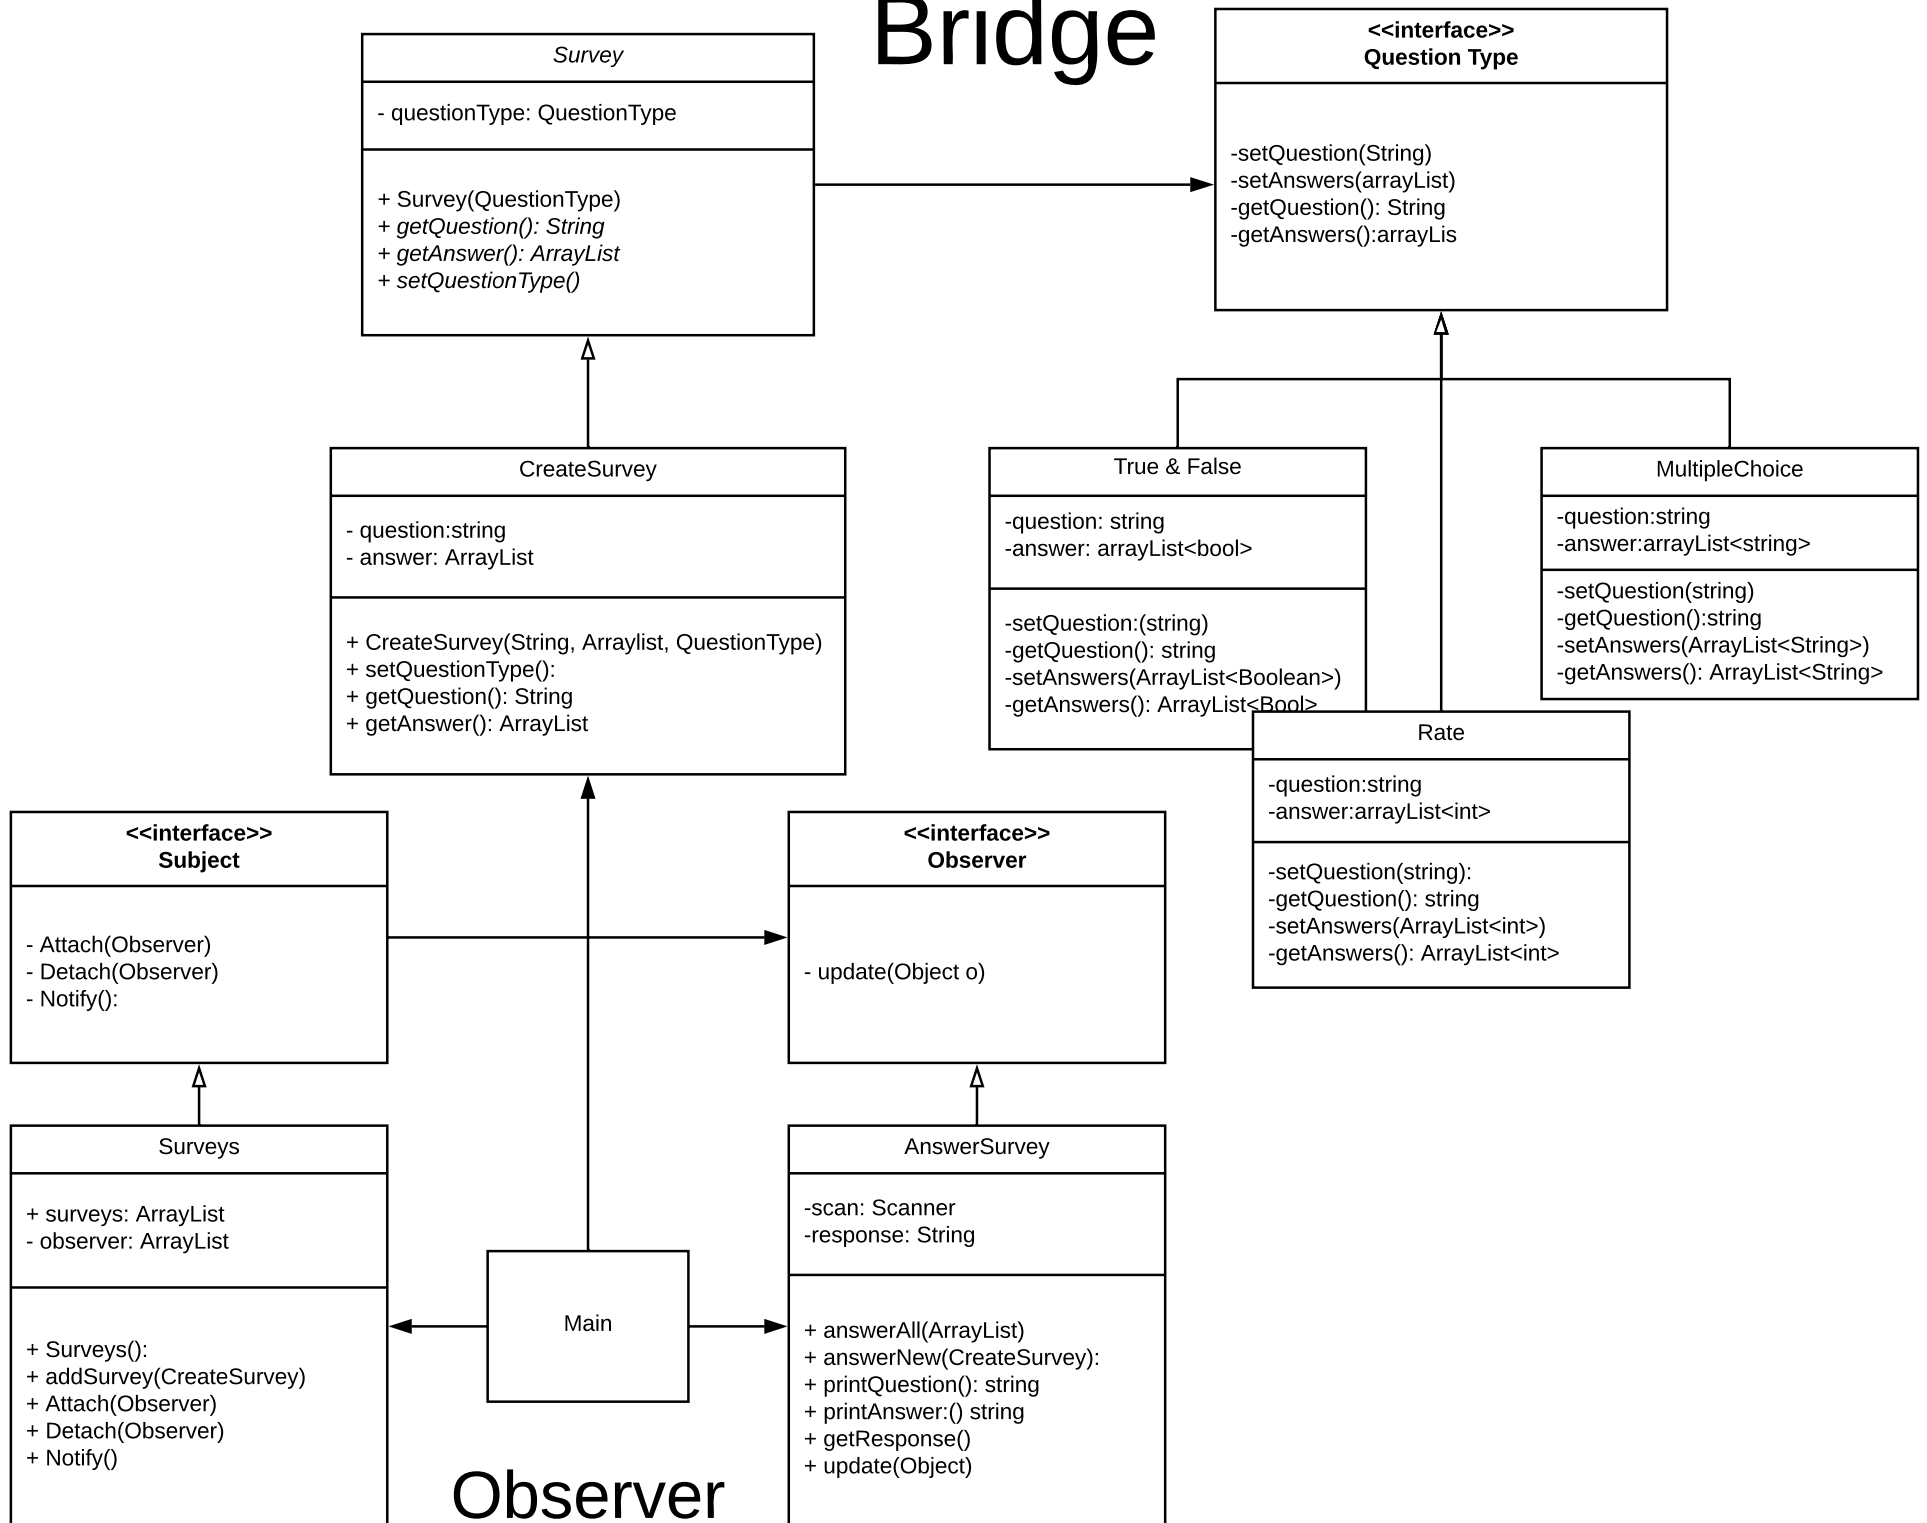 Bridge
Survey
- questionType: QuestionType
+ Survey(QuestionType)
+ getQuestion(): String
+ getAnswer(): ArrayList
+ setQuestionType()
<<interface>>
Question Type
-setQuestion(String)
-setAnswers(arrayList)
-getQuestion(): String
-getAnswers():arrayLis
CreateSurvey
- question:string
- answer: ArrayList
+ CreateSurvey(String, Arraylist, QuestionType)
+ setQuestionType():
+ getQuestion(): String
+ getAnswer(): ArrayList
True & False
-question: string
-answer: arrayList<bool>
-setQuestion:(string)
-getQuestion(): string
-setAnswers(ArrayList<Boolean>)
-getAnswers(): ArrayList<Bool>
MultipleChoice
-question:string
-answer:arrayList<string>
-setQuestion(string)
-getQuestion():string
-setAnswers(ArrayList<String>)
-getAnswers(): ArrayList<String>
Rate
-question:string
-answer:arrayList<int>
-setQuestion(string):
-getQuestion(): string
-setAnswers(ArrayList<int>)
-getAnswers(): ArrayList<int>
<<interface>>
Subject
- Attach(Observer)
- Detach(Observer)
- Notify():
<<interface>>
Observer
- update(Object o)
Surveys
+ surveys: ArrayList
- observer: ArrayList
+ Surveys():
+ addSurvey(CreateSurvey)
+ Attach(Observer)
+ Detach(Observer)
+ Notify()
Main
AnswerSurvey
-scan: Scanner
-response: String
+ answerAll(ArrayList)
+ answerNew(CreateSurvey):
+ printQuestion(): string
+ printAnswer:() string
+ getResponse()
+ update(Object)
Observer